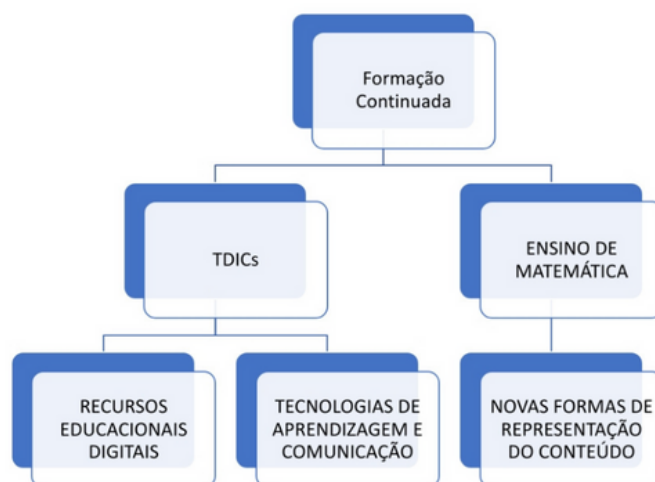 Formação
Continuada
TDICs
ENSINO DE
MATEMÁTICA
RECURSOS
EDUCACIONAIS
DIGITAIS
TECNOLOGIAS DE
APRENDIZAGEM E
COMUNICAÇÃO
NOVAS FORMAS DE
REPRESENTAÇÃO
DO CONTEÚDO